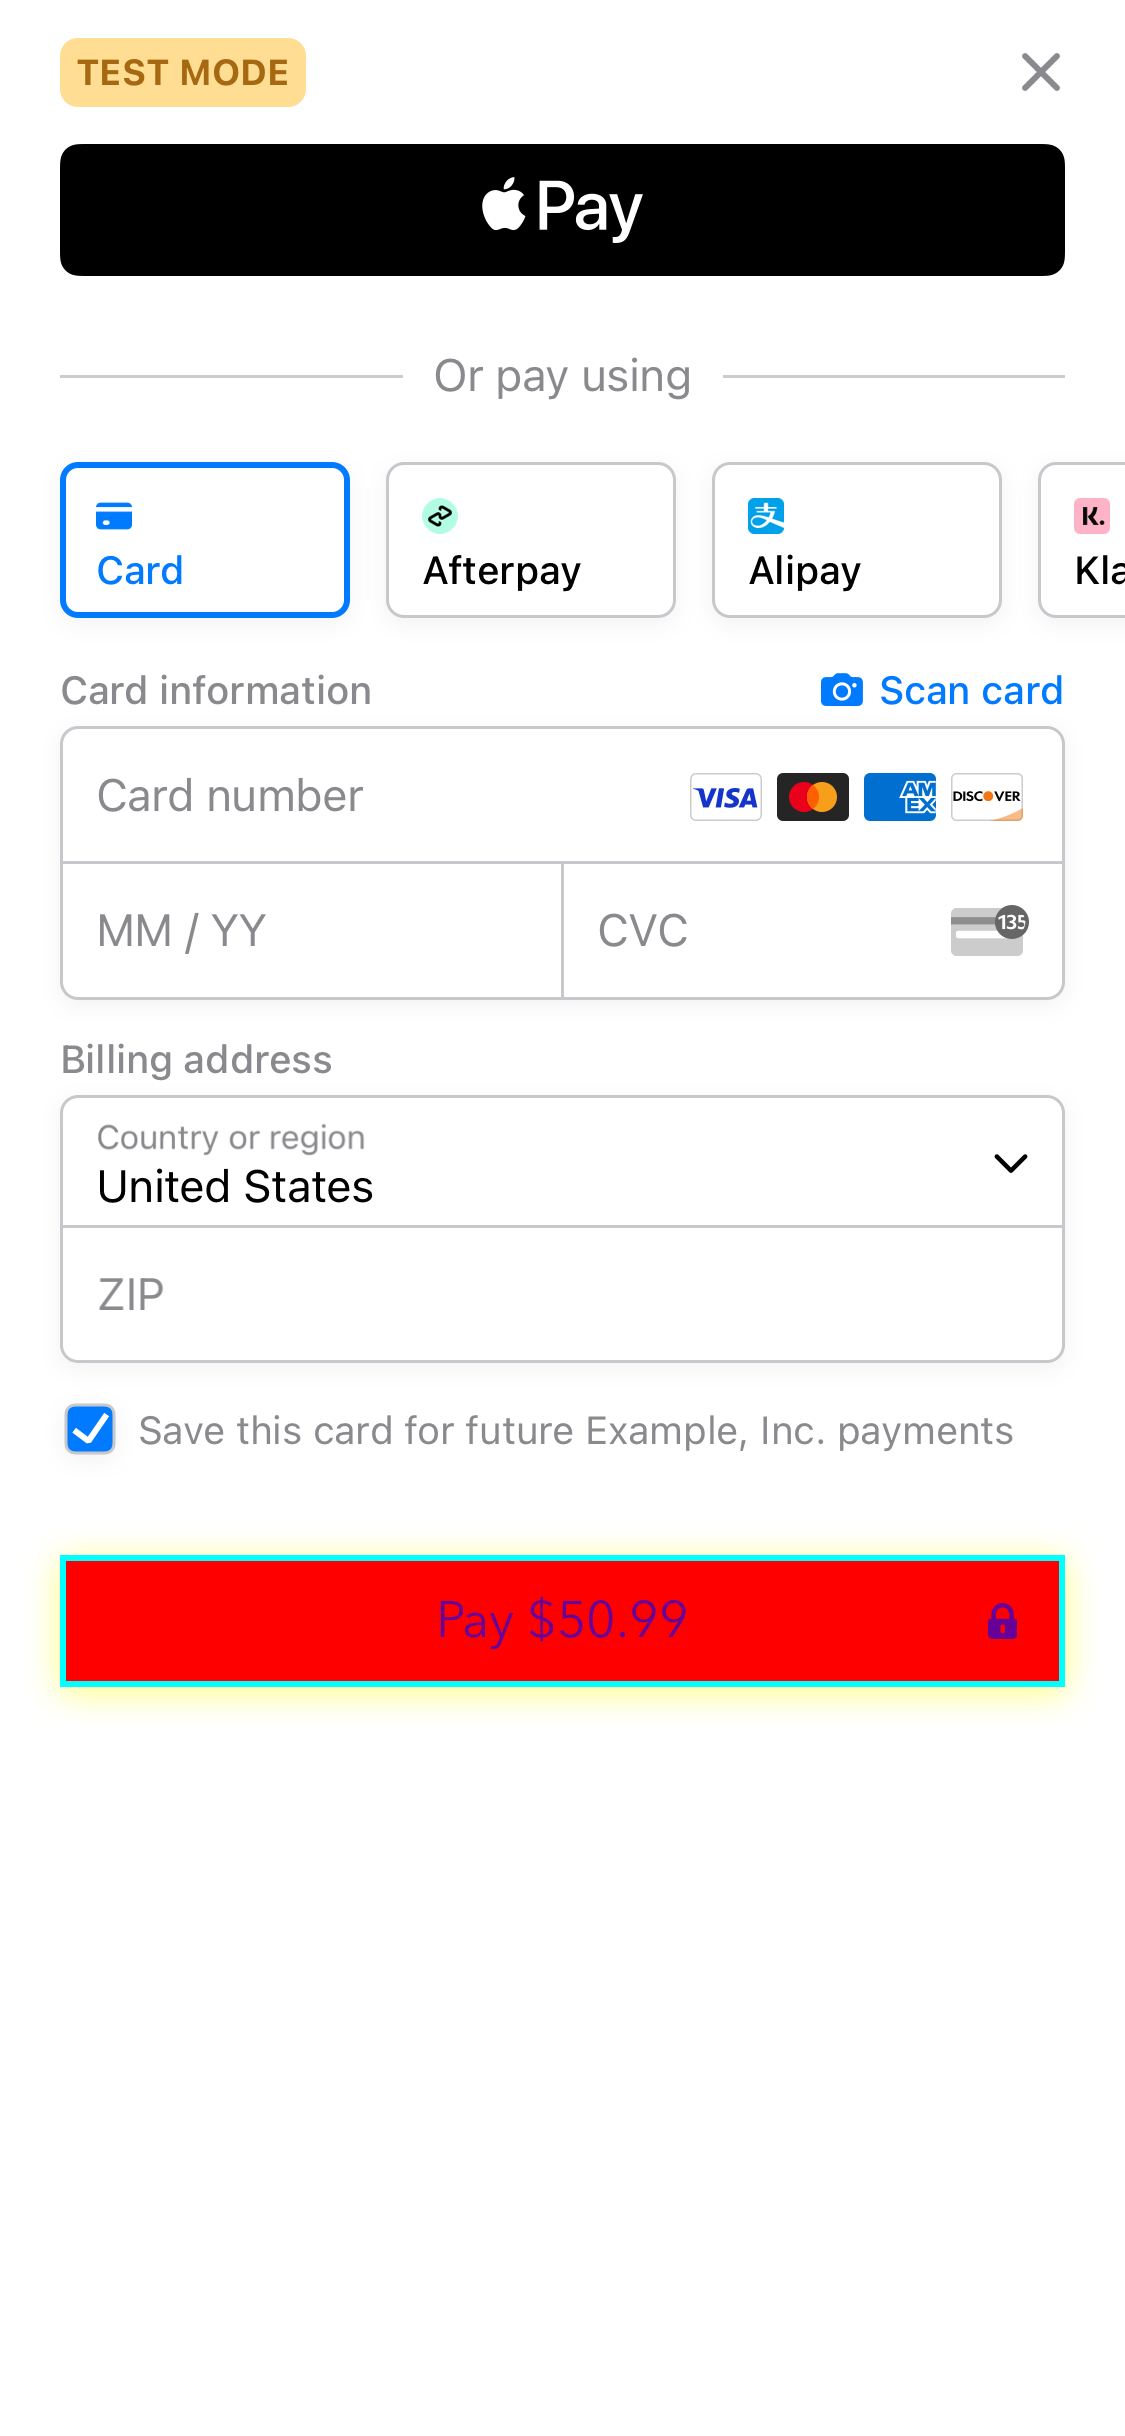 TEST MODE
Pay
Or pay using
Card
Afterpay
支
Alipay
K.
Kla
Card information
Scan card
Card number
VISA
AM
EX
DISCOVER
MM / YY
CVC
135
Billing address
Country or region
United States
ZIP
Save this card for future Example, Inc. payments
Pay $50.99